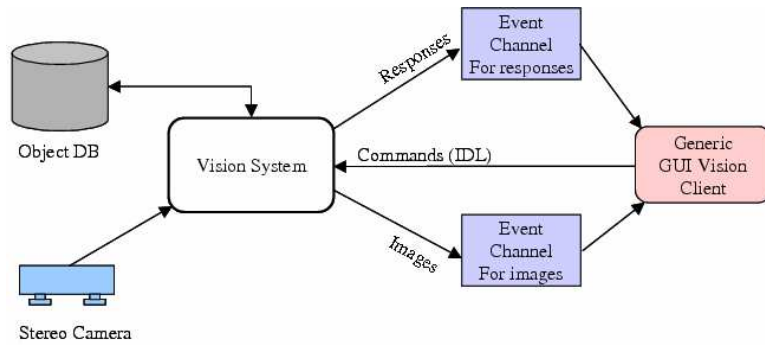 Event
Channel
For responses
Responses
Object DB
Vision System
Commands (IDL)
Generic
GUI Vision
Client
Images
Event
Channel
For images
Stereo Camera